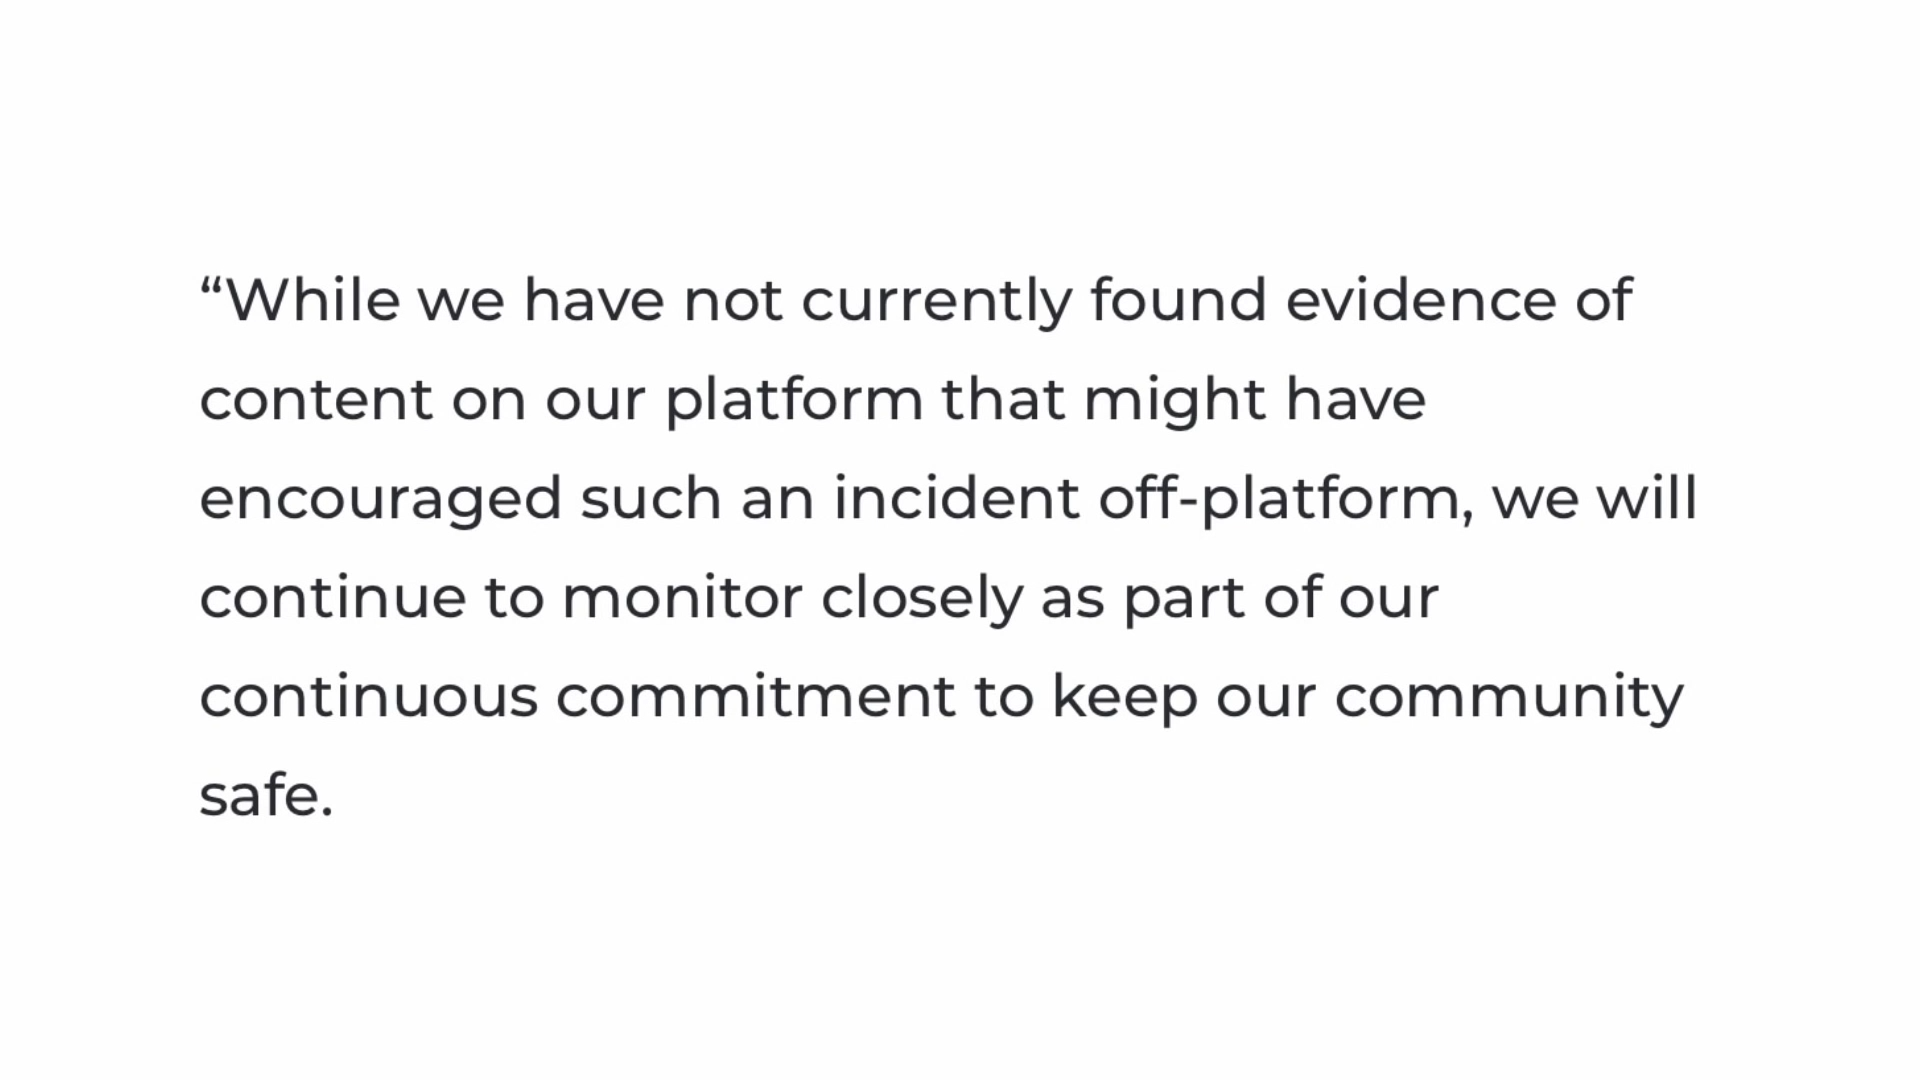 “While we have not currently found evidence of
content on our platform that might have
encouraged such an incident off-platform, we will
continue to monitor closely as part of our
continuous commitment to keep our community
safe.